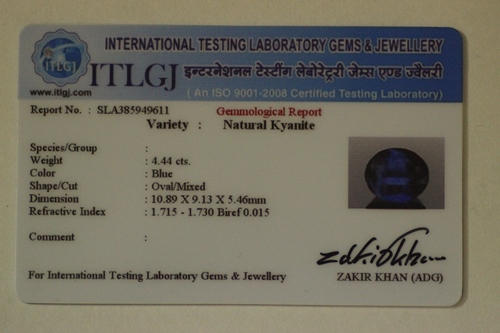 INTERNATIONAL TESTING LABORATORY GEMS & JEWELLERY
ITLGJ
ITLGJ इन्टरनेशनल टेस्टींग लेबोरेट्री जेम्स एण्ड ज्वैलरी
www.itlgj.com
( An ISO 9001-2008 Certified Testing Laboratory)
Report No. : SLA385949611
Gemmological Report
Variety : Natural Kyanite
Species/Group :
Weight : 4.44 cts.
Color : Blue
Shape/Cut : Oval/Mixed
Dimension : 10.89 X 9.13 X 5.46mm
Refractive Index : 1.715 - 1.730 Biref 0.015
Comment :
For International Testing Laboratory Gems & Jewellery
ZAKIR KHAN (ADG)